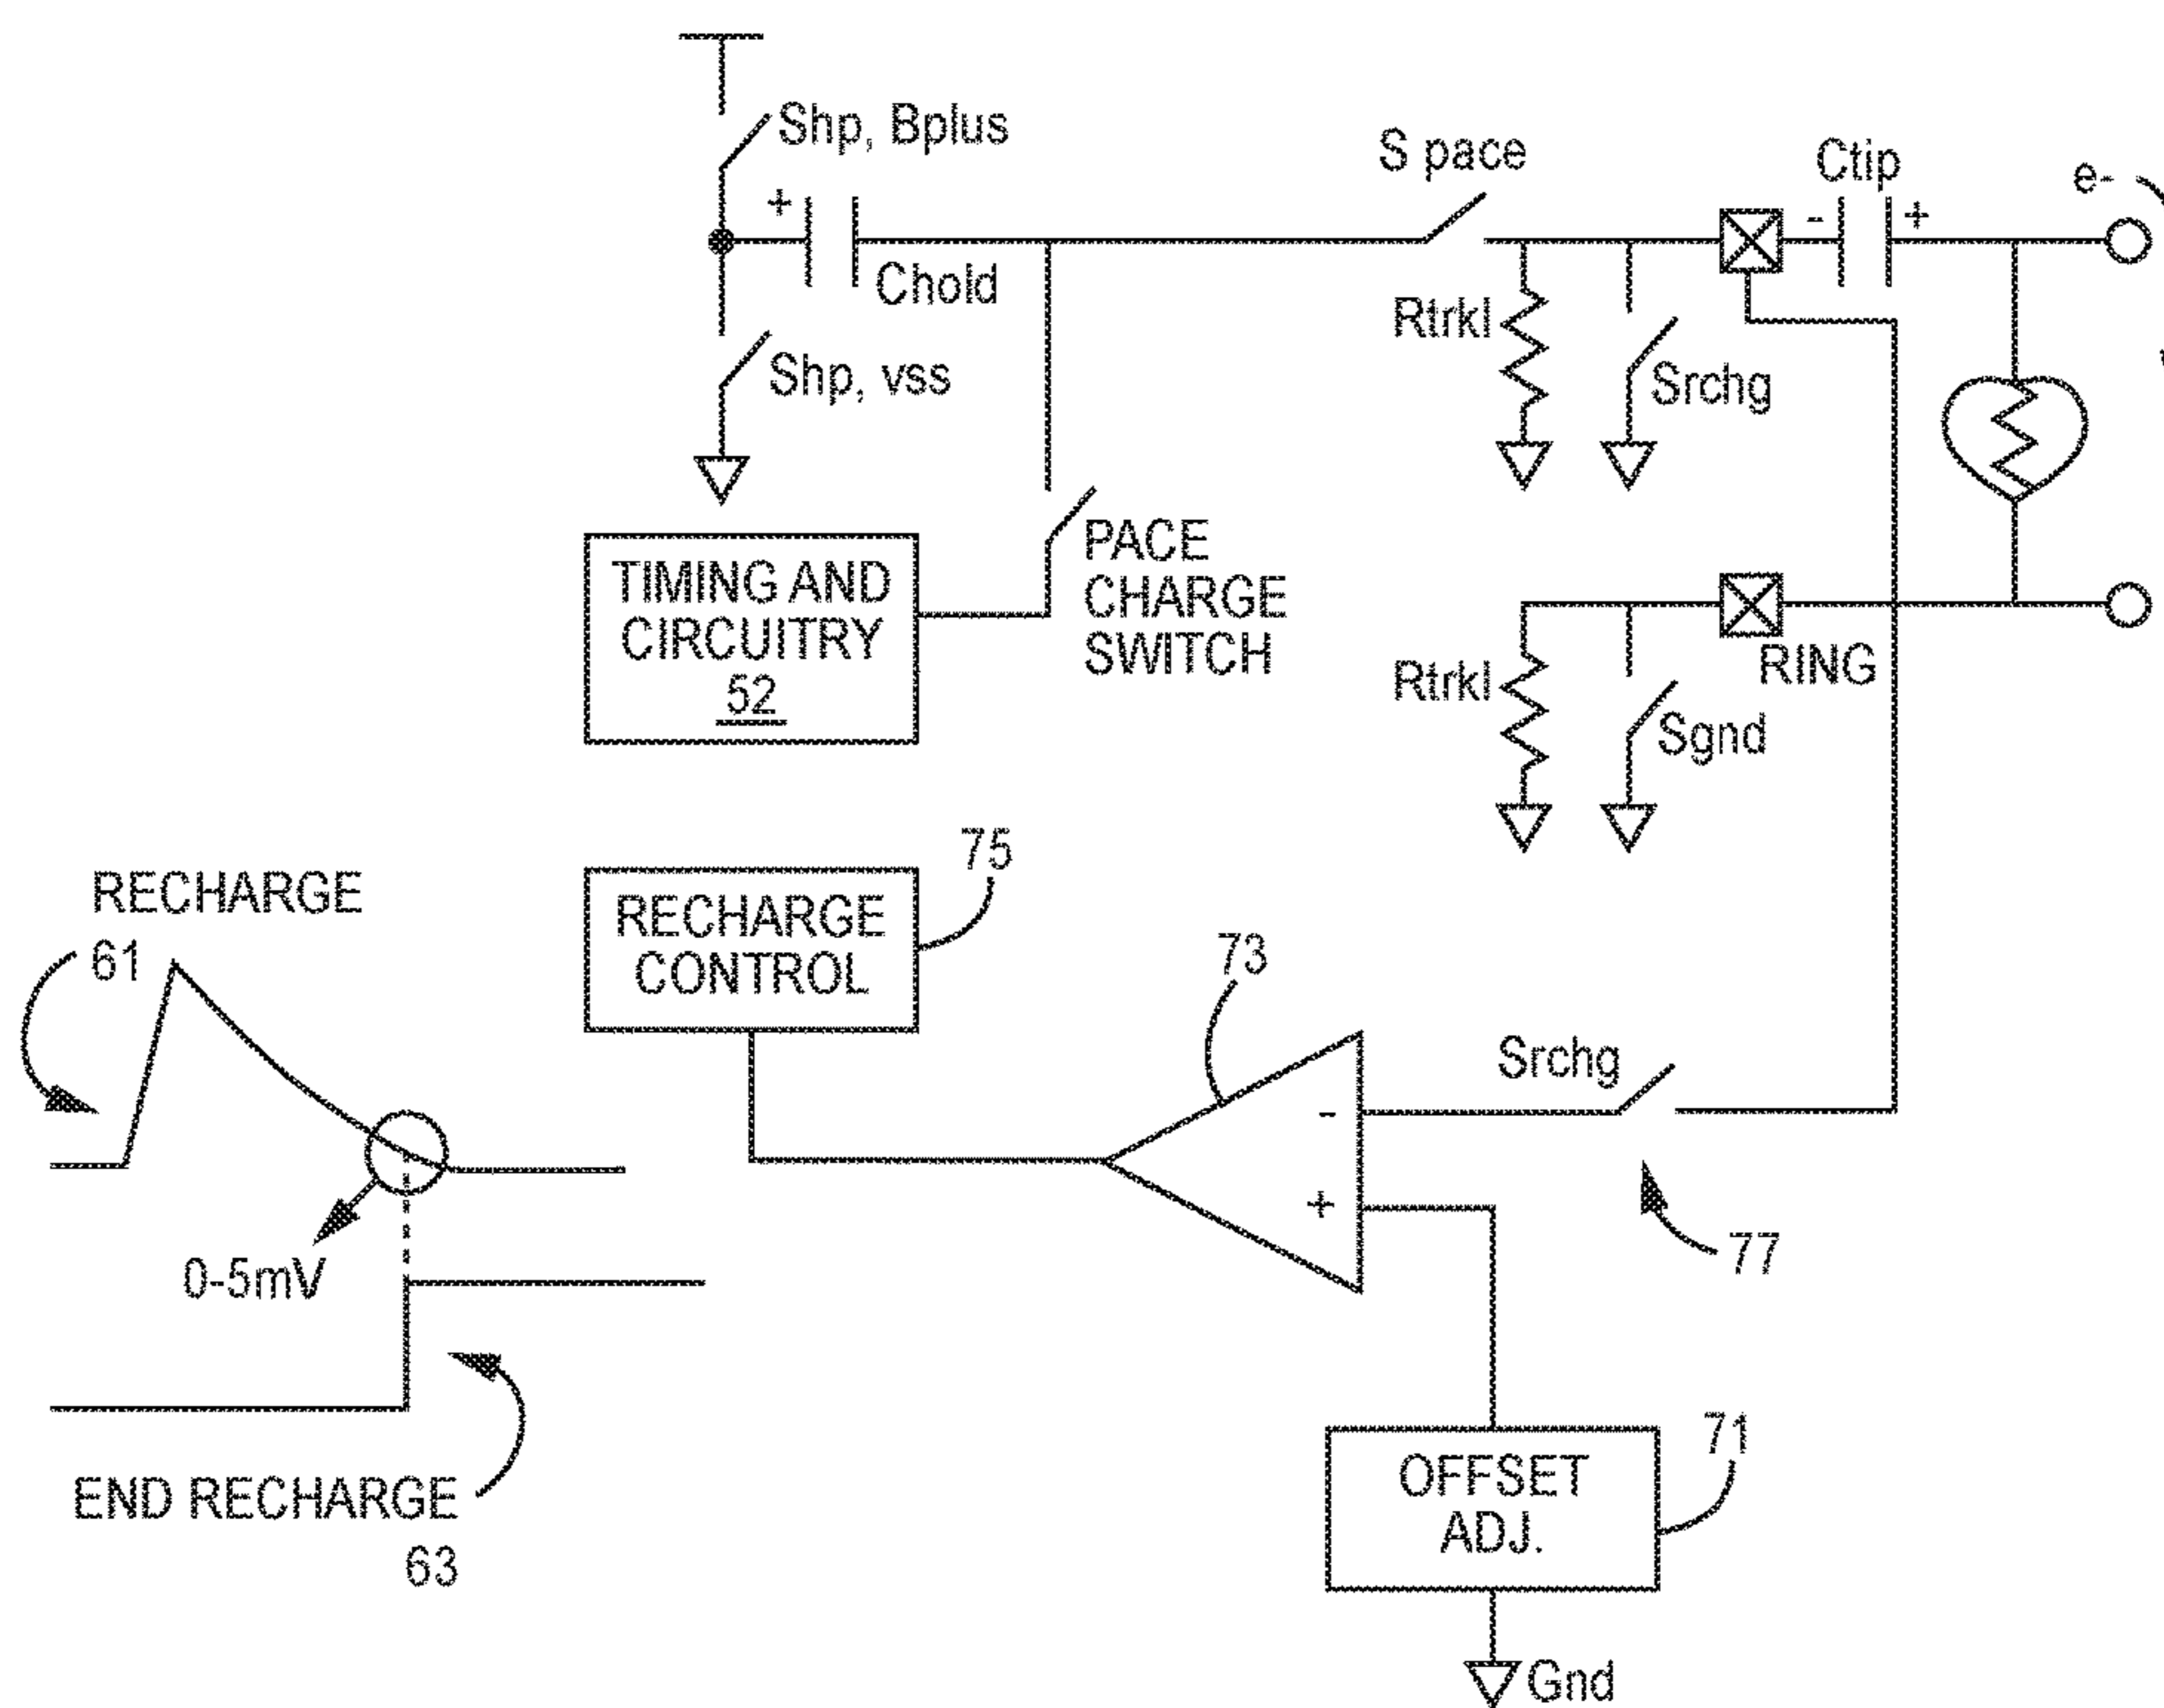 Shp, Bplus
S pace
Ctip
e-
+
- +
Chold
Rtrkl
Shp, vss
Srchg
TIMING AND
CIRCUITRY
52
PACE
CHARGE
SWITCH
RING
Rtrkl
Sgnd
75
RECHARGE
61
RECHARGE
CONTROL
73
Srchg
-
+
77
0-5mV
71
OFFSET
ADJ.
END RECHARGE
63
Gnd